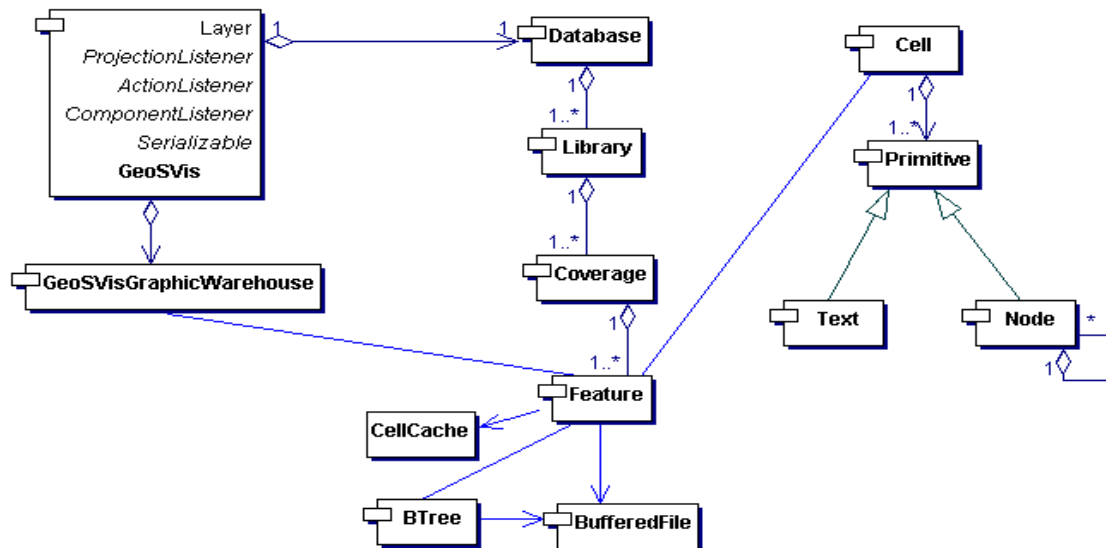 Layer
ProjectionListener
ActionListener
ComponentListener
Serializable
GeoSVis
1
1
Database
1
1..*
Library
1
1..*
Coverage
1
1..*
Feature
GeoSVisGraphicWarehouse
CellCache
BTree
BufferedFile
Cell
1
1..*
Primitive
Text
Node
*
1